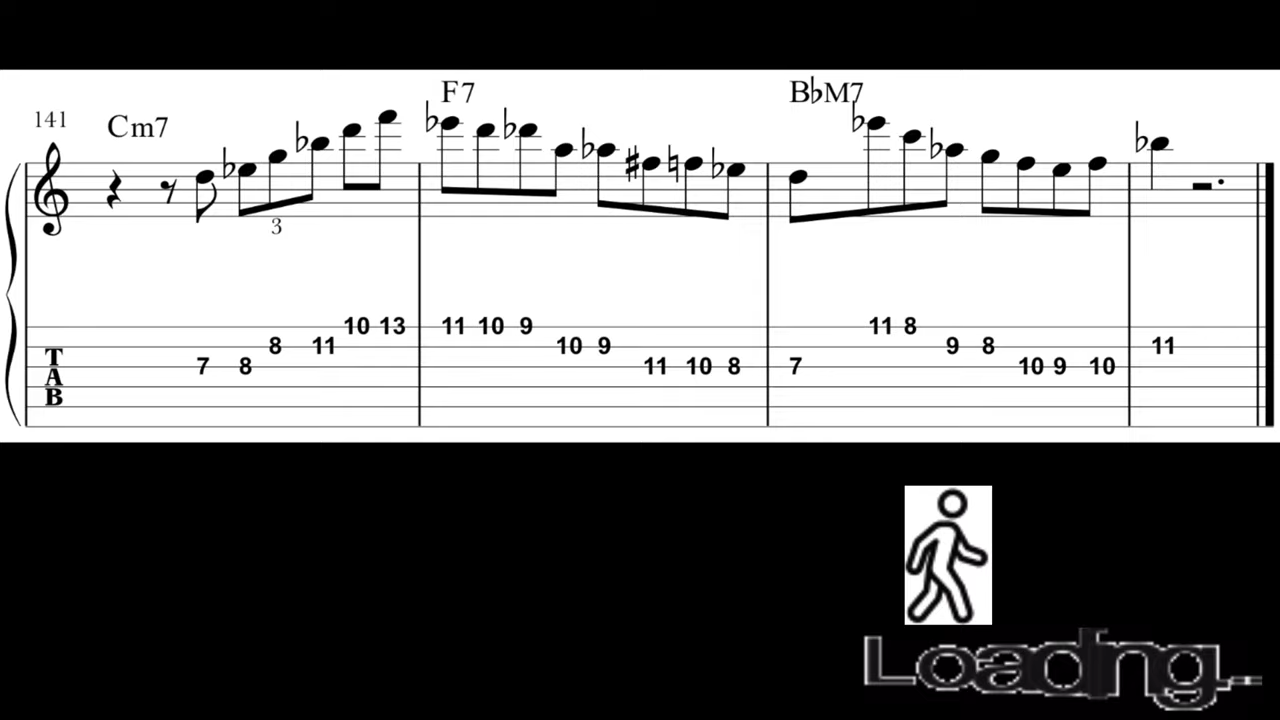 F7 B♭M7
141 Cm7
3
10 13 11 10 9 11 8
8 11 10 9 9 8 11
7 8 11 10 8 7 10 9 10
T
A
B
Loading...